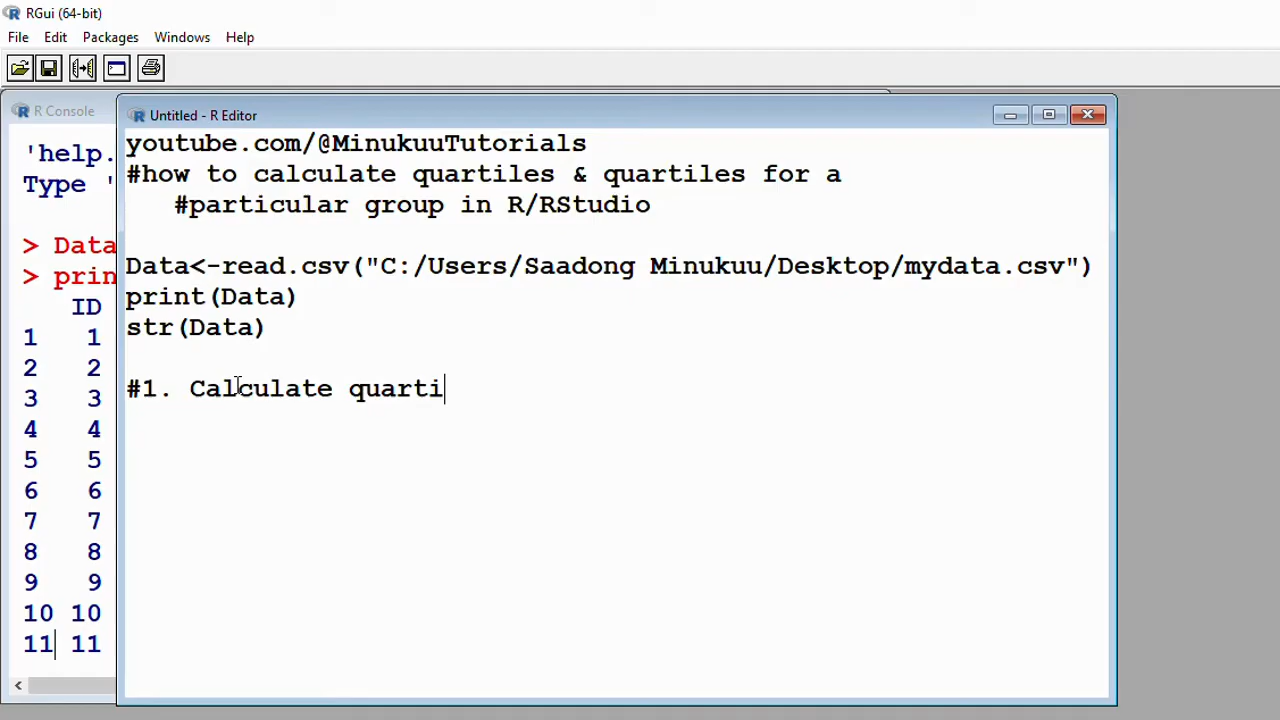 RGui (64-bit)
File Edit Packages Windows Help
R Console
'help.
Type '
> Data
> prin
ID
1 1
2 2
3 3
4 4
5 5
6 6
7 7
8 8
9 9
10 10
11 11
Untitled - R Editor
youtube.com/@MinukuuTutorials
#how to calculate quartiles & quartiles for a
#particular group in R/RStudio
Data<-read.csv("C:/Users/Saadong Minukuu/Desktop/mydata.csv")
print(Data)
str(Data)
#1. Calculate quarti